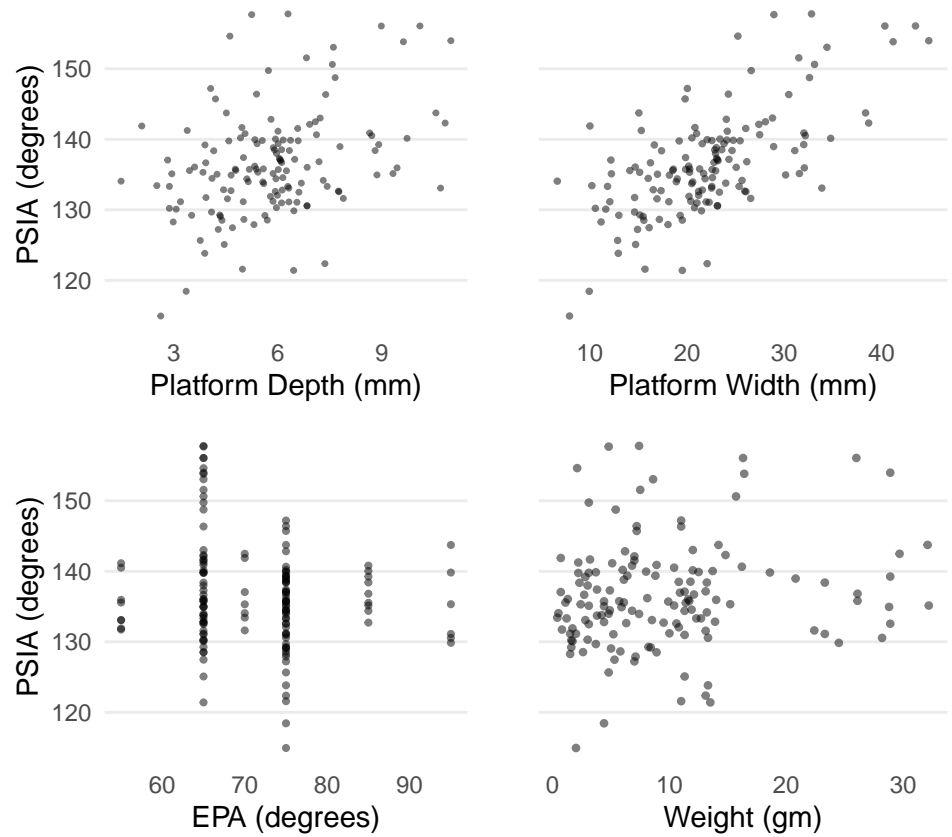 PSIA (degrees)
150
140
130
120
3 6 9
10 20 30 40
Platform Depth (mm)
Platform Width (mm)
PSIA (degrees)
150
140
130
120
60 70 80 90
0 10 20 30
EPA (degrees)
Weight (gm)